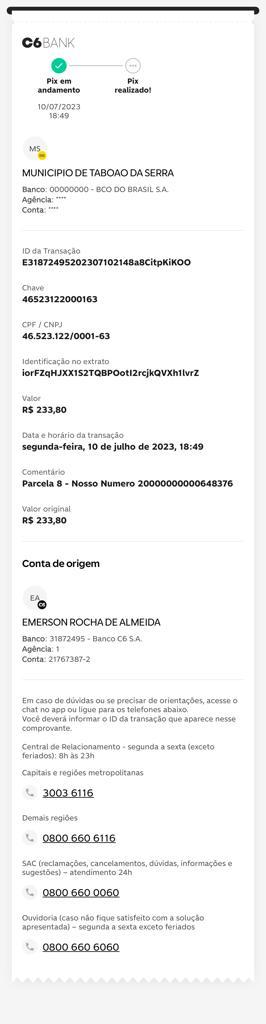 C6BANK
Pix em
andamento
Pix
realizado!
10/07/2023
18:49
MS
MUNICIPIO DE TABOAO DA SERRA
Banco: 00000000 - BCO DO BRASIL S.A.
Agência: ****
Conta: ****
ID da Transação
E31872495202307102148a8CitpKiKOO
Chave
46523122000163
CPF / CNPJ
46.523.122/0001-63
Identificação no extrato
iorFZqHJXX1S2TQBPOotI2rcjkQVXh1lvrZ
Valor
R$ 233,80
Data e horário da transação
segunda-feira, 10 de julho de 2023, 18:49
Comentário
Parcela 8 - Nosso Numero 20000000000648376
Valor original
R$ 233,80
Conta de origem
EA
EMERSON ROCHA DE ALMEIDA
Banco: 31872495 - Banco C6 S.A.
Agência: 1
Conta: 21767387-2
Em caso de dúvidas ou se precisar de orientações, acesse o
chat no app ou ligue para os telefones abaixo.
Você deverá informar o ID da transação que aparece nesse
comprovante.
Central de Relacionamento - segunda a sexta (exceto
feriados): 8h às 23h
Capitais e regiões metropolitanas
3003 6116
Demais regiões
0800 660 6116
SAC (reclamações, cancelamentos, dúvidas, informações e
sugestões) – atendimento 24h
0800 660 0060
Ouvidoria (caso não fique satisfeito com a solução
apresentada) – segunda a sexta exceto feriados
0800 660 6060